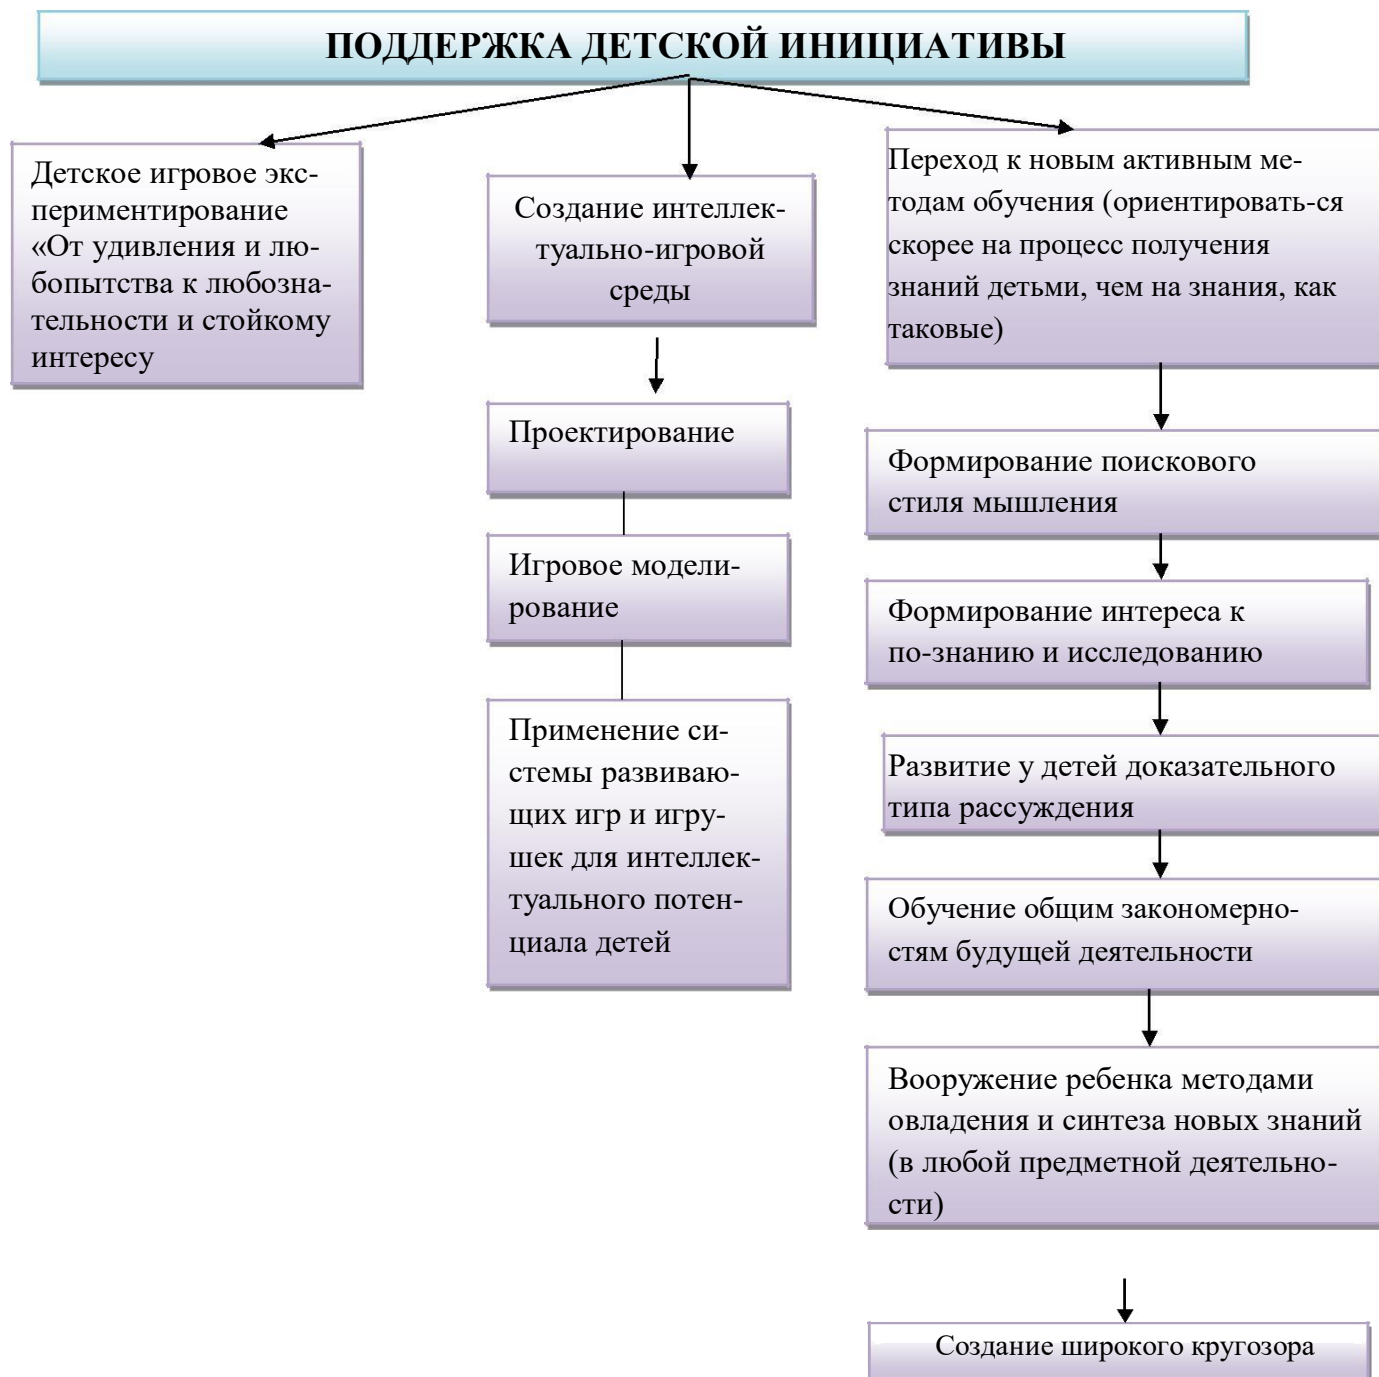 ПОДДЕРЖКА ДЕТСКОЙ ИНИЦИАТИВЫ
Детское игровое экс-
периментирование
«От удивления и лю-
бопытства к любозна-
тельности и стойкому
интересу
Создание интеллек-
туально-игровой
среды
Проектирование
Игровое модели-
рование
Применение си-
стемы развиваю-
щих игр и игру-
шек для интеллек-
туального потен-
циала детей
Переход к новым активным ме-
тодам обучения (ориентировать-ся
скорее на процесс получения
знаний детьми, чем на знания, как
таковые)
Формирование поискового
стиля мышления
Формирование интереса к
по-знанию и исследованию
Развитие у детей доказательного
типа рассуждения
Обучение общим закономерно-
стям будущей деятельности
Вооружение ребенка методами
овладения и синтеза новых знаний
(в любой предметной деятельно-
сти)
Создание широкого кругозора